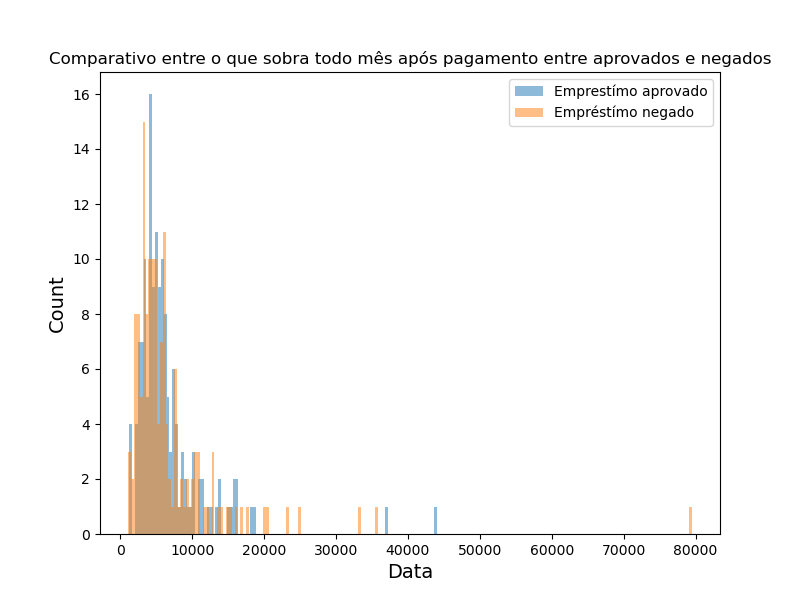 Comparativo entre o que sobra todo mês após pagamento entre aprovados e negados
Emprestímo aprovado
Empréstímo negado
16
14
12
10
8
6
4
2
0
Count
0 10000 20000 30000 40000 50000 60000 70000 80000
Data